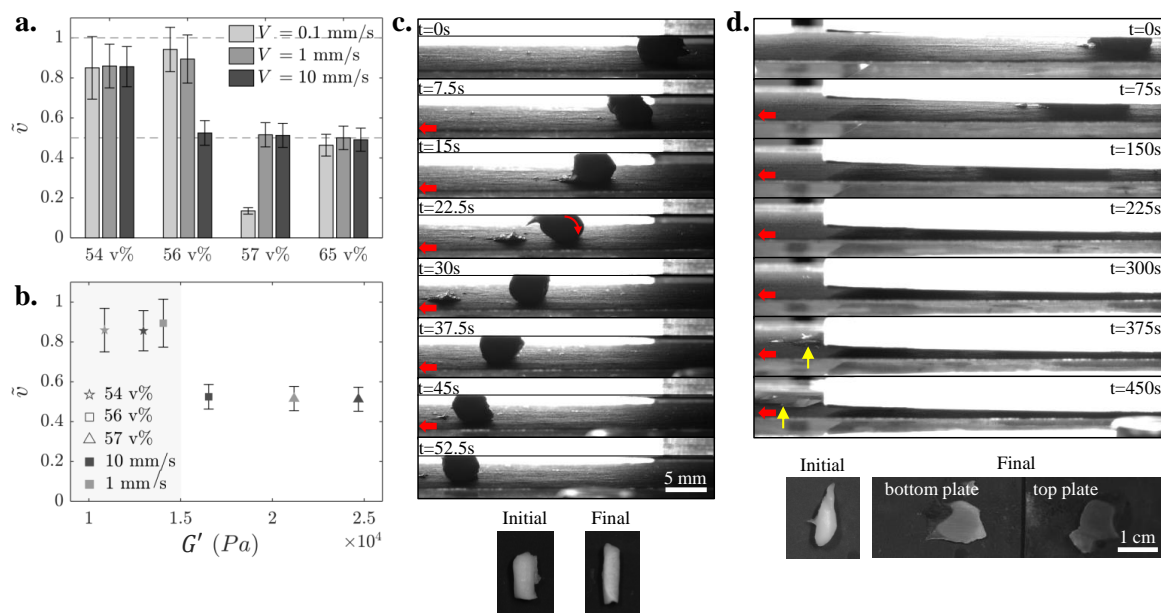 a.
1
0.8
0.6
0.4
0.2
0
ṽ
V = 0.1 mm/s
V = 1 mm/s
V = 10 mm/s
54 v% 56 v% 57 v% 65 v%
b.
1
0.8
0.6
0.4
0.2
0
ṽ
54 v%
56 v%
57 v%
10 mm/s
1 mm/s
1 1.5 2 2.5
×10⁴
G′ (Pa)
c.
t=0s
t=7.5s
t=15s
t=22.5s
t=30s
t=37.5s
t=45s
t=52.5s
5 mm
Initial Final
d.
t=0s
t=75s
t=150s
t=225s
t=300s
t=375s
t=450s
Initial Final
bottom plate top plate
1 cm